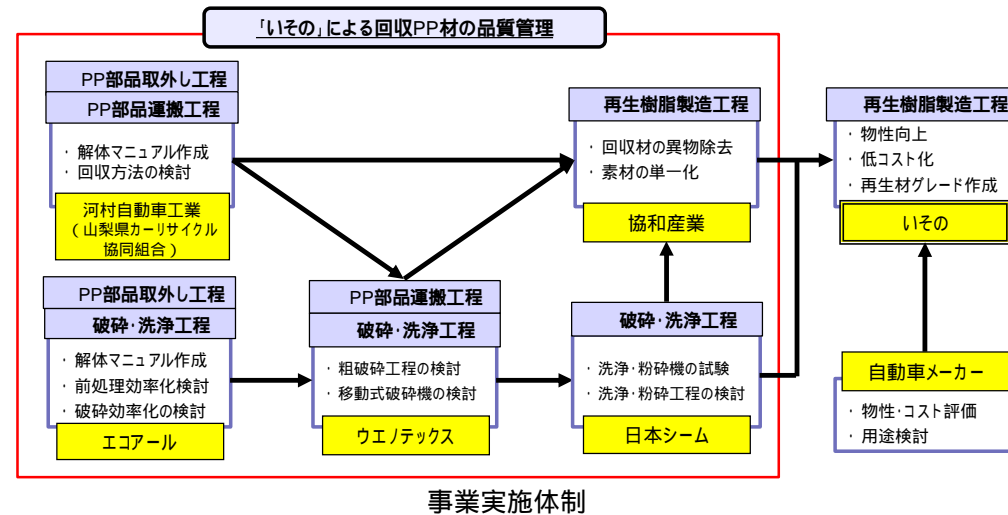 「いその」による回収PP材の品質管理
PP部品取外し工程
PP部品運搬工程
・ 解体マニュアル作成
・ 回収方法の検討
河村自動車工業
（山梨県カーリサイクル
協同組合）
再生樹脂製造工程
・ 回収材の異物除去
・ 素材の単一化
協和産業
再生樹脂製造工程
・ 物性向上
・ 低コスト化
・ 再生材グレード作成
いその
PP部品取外し工程
破砕・洗浄工程
・ 解体マニュアル作成
・ 前処理効率化検討
・ 破砕効率化の検討
エコアール
PP部品運搬工程
破砕・洗浄工程
・ 粗破砕工程の検討
・ 移動式破砕機の検討
ウエノテックス
破砕・洗浄工程
・ 洗浄・粉砕機の試験
・ 洗浄・粉砕工程の検討
日本シーム
自動車メーカー
・ 物性・コスト評価
・ 用途検討
事業実施体制